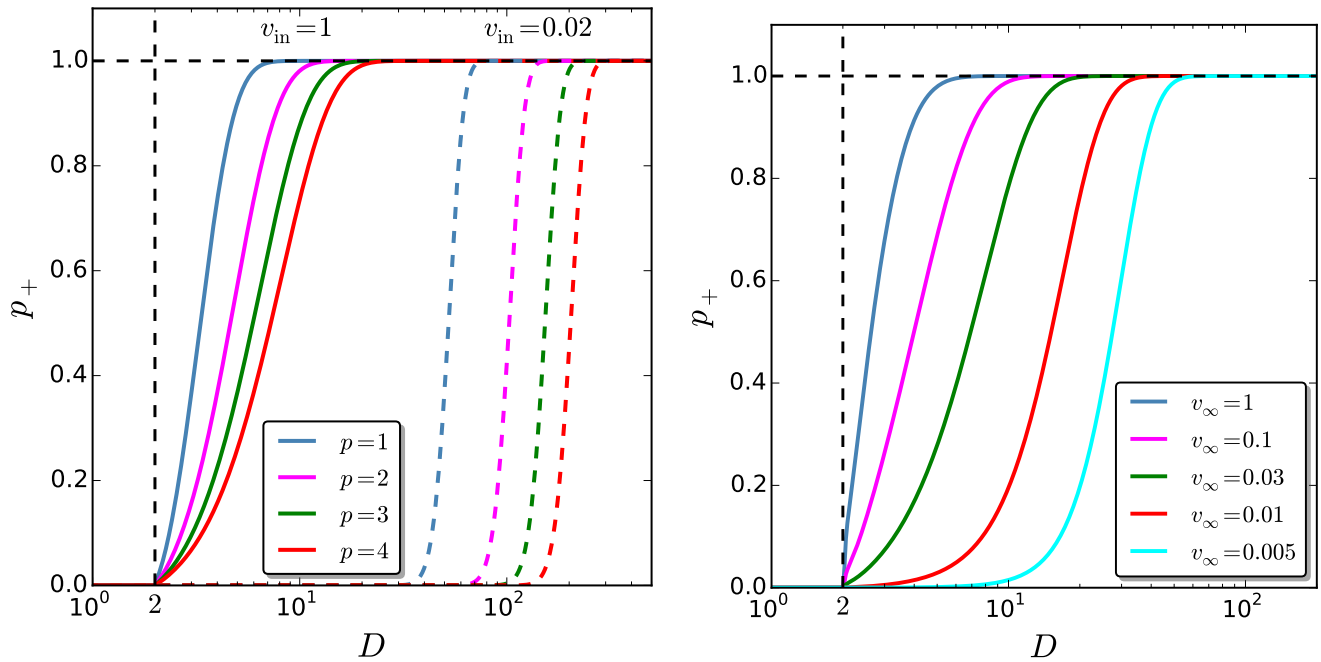 v_in=1 v_in=0.02
1.0
0.8
0.6
0.4
0.2
0.0
p_+
p=1
p=2
p=3
p=4
10^0 2 10^1 10^2
D
1.0
0.8
0.6
0.4
0.2
0.0
p_+
v_∞=1
v_∞=0.1
v_∞=0.03
v_∞=0.01
v_∞=0.005
10^0 2 10^1 10^2
D